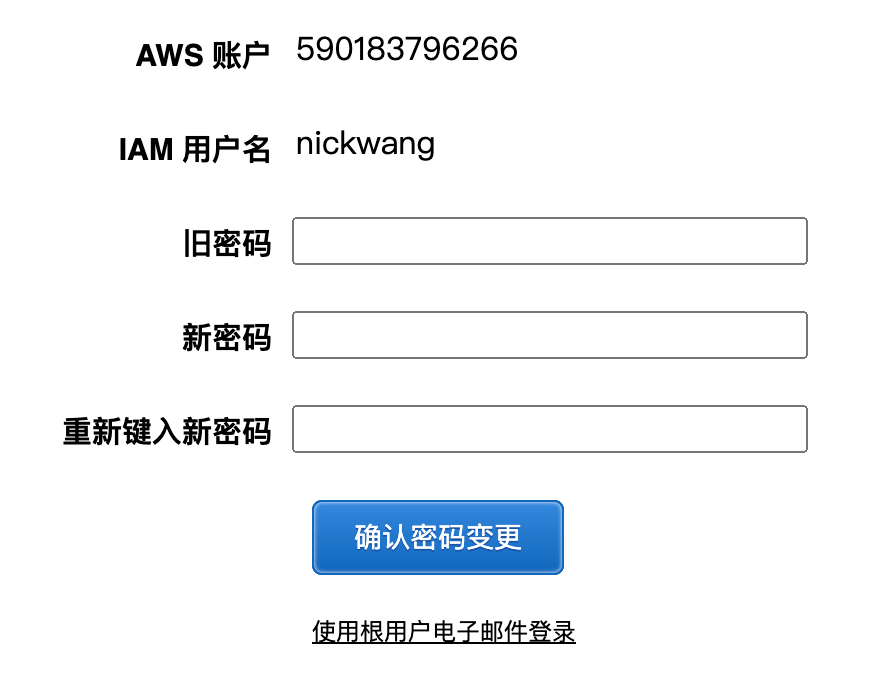 AWS 账户 590183796266
IAM 用户名 nickwang
旧密码
新密码
重新键入新密码
确认密码变更
使用根用户电子邮件登录